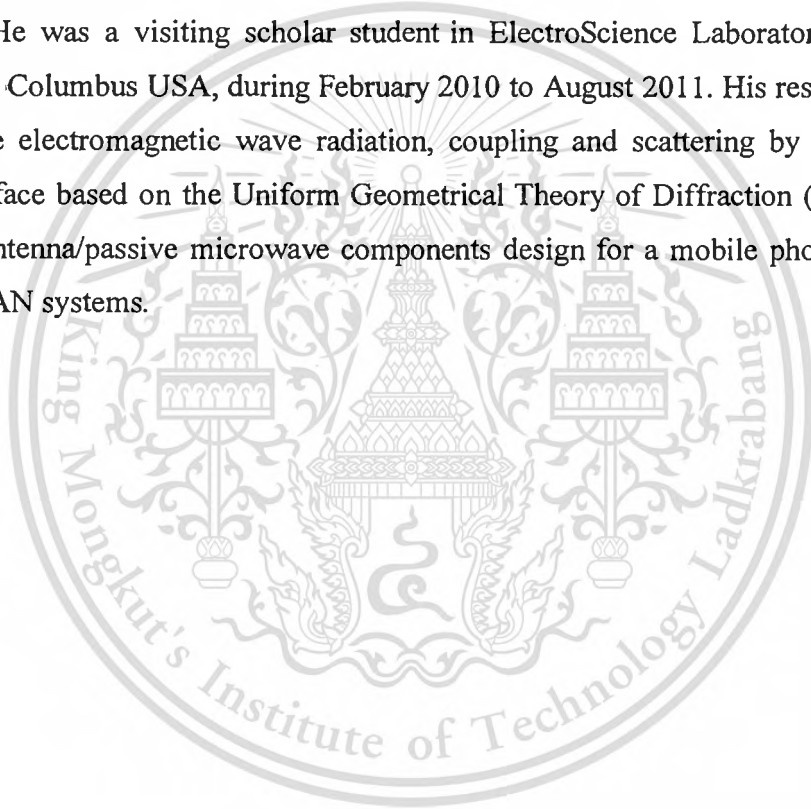 He was a visiting scholar student in ElectroScience Laborator
Columbus USA, during February 2010 to August 2011. His res
electromagnetic wave radiation, coupling and scattering by
face based on the Uniform Geometrical Theory of Diffraction (
ntenna/passive microwave components design for a mobile pho
AN systems.
King Mongkut's Institute of Technology Ladkrabang